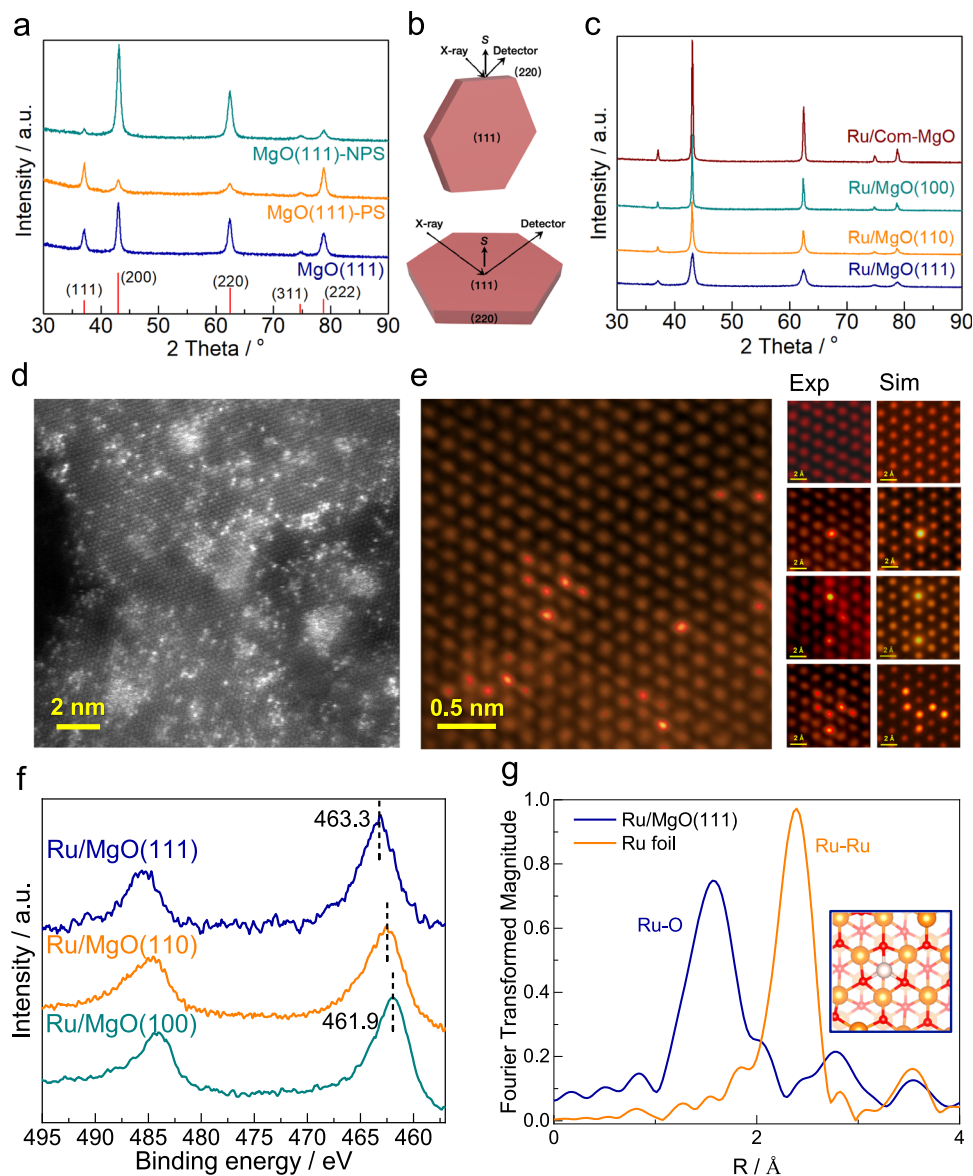 a
Intensity / a.u.
MgO(111)-NPS
MgO(111)-PS
MgO(111)
(111)
(200)
(220)
(311)
(222)
30 40 50 60 70 80 90
2 Theta / °
b
X-ray
S
Detector
(220)
(111)
X-ray
S
Detector
(111)
(220)
c
Intensity / a.u.
Ru/Com-MgO
Ru/MgO(100)
Ru/MgO(110)
Ru/MgO(111)
30 40 50 60 70 80 90
2 Theta / °
d
2 nm
e
0.5 nm
Exp
Sim
2 Å
2 Å
2 Å
2 Å
2 Å
2 Å
2 Å
2 Å
f
Intensity / a.u.
Ru/MgO(111)
463.3
Ru/MgO(110)
Ru/MgO(100)
461.9
495 490 485 480 475 470 465 460
Binding energy / eV
g
Fourier Transformed Magnitude
1.0
0.8
0.6
0.4
0.2
0.0
Ru/MgO(111)
Ru foil
Ru-Ru
Ru-O
0 2 4
R / Å